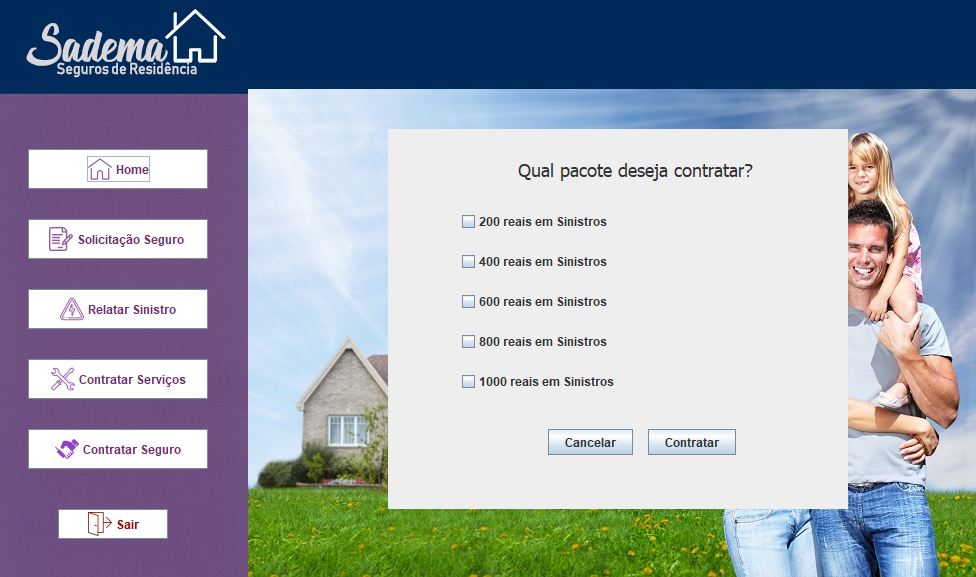 Sadema
Seguros de Residência
Home
Solicitação Seguro
Relatar Sinistro
Contratar Serviços
Contratar Seguro
Sair
Qual pacote deseja contratar?
200 reais em Sinistros
400 reais em Sinistros
600 reais em Sinistros
800 reais em Sinistros
1000 reais em Sinistros
Cancelar
Contratar